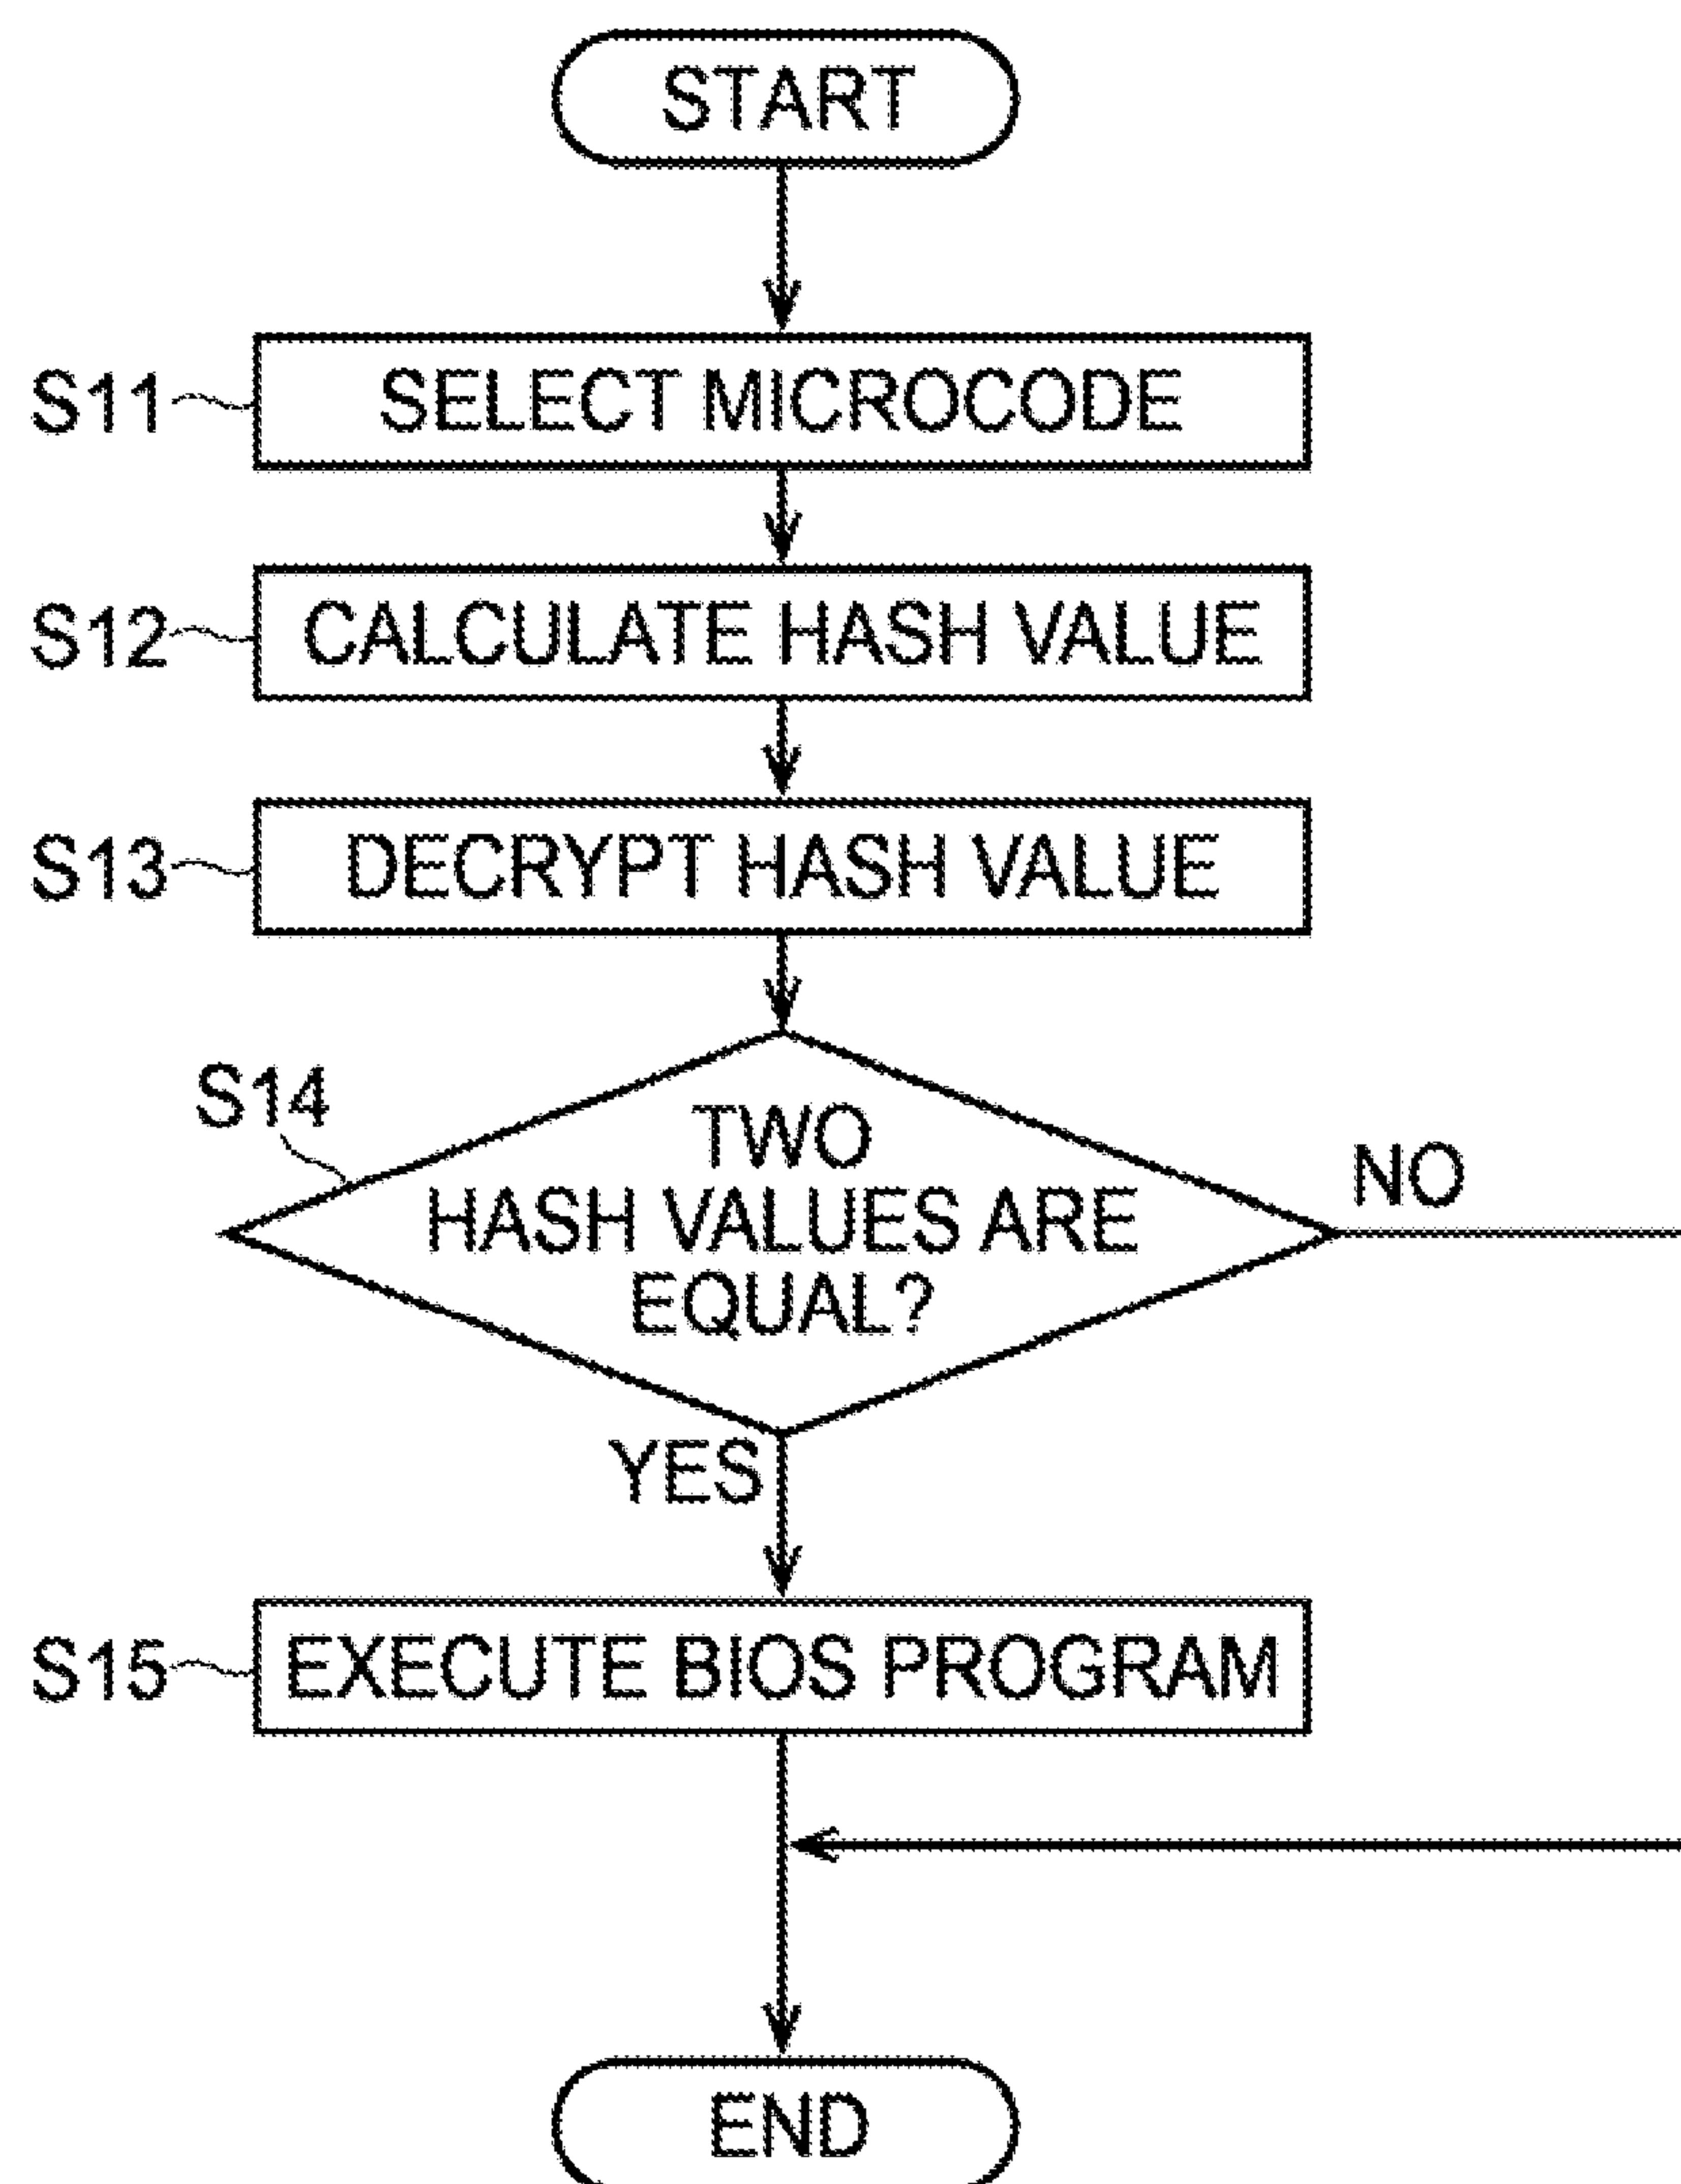 START
S11
SELECT MICROCODE
S12
CALCULATE HASH VALUE
S13
DECRYPT HASH VALUE
S14
TWO
HASH VALUES ARE
EQUAL?
NO
YES
S15
EXECUTE BIOS PROGRAM
END